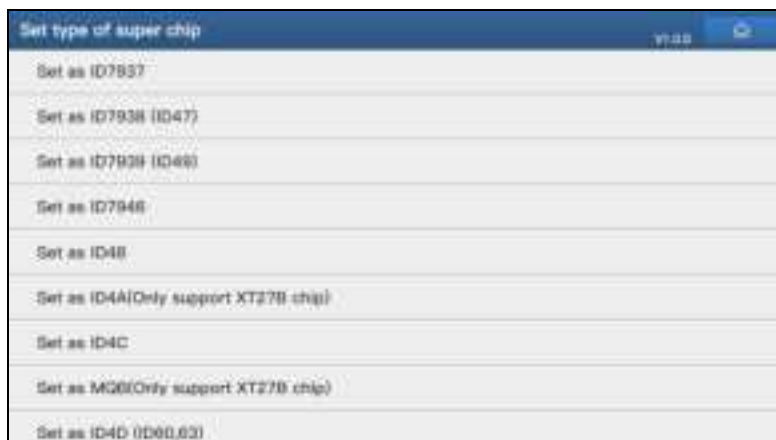 Set type of super chip
V1.0.0
Set as ID7937
Set as ID7938 (ID47)
Set as ID7939 (ID49)
Set as ID7946
Set as ID48
Set as ID4A(Only support XT27B chip)
Set as ID4C
Set as MQB(Only support XT27B chip)
Set as ID4D (ID60,63)